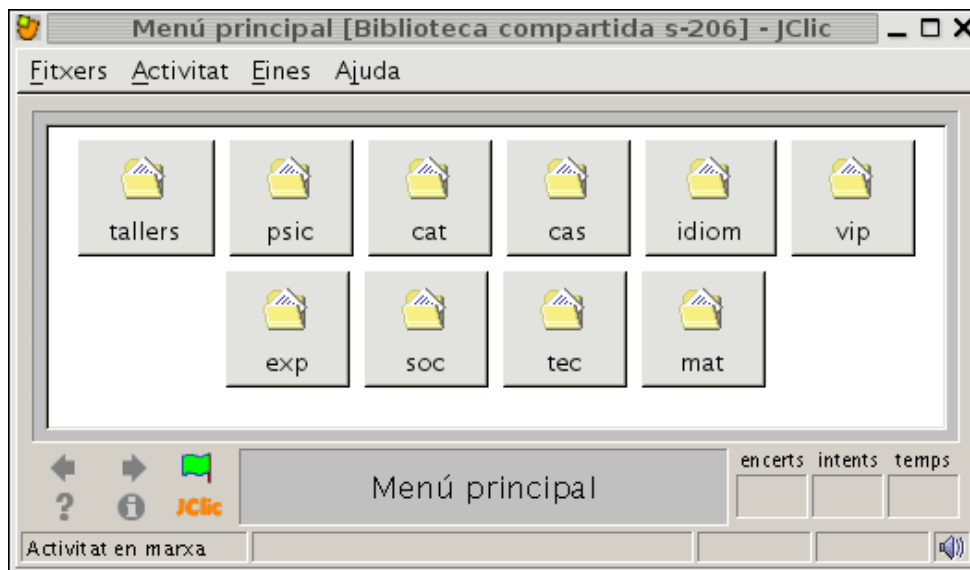 Menú principal [Biblioteca compartida s-206] - JClic
Fitxers Activitat Eines Ajuda
tallers psic cat cas idiom vip
exp soc tec mat
encerts intents temps
Menú principal
? i JClic
Activitat en marxa